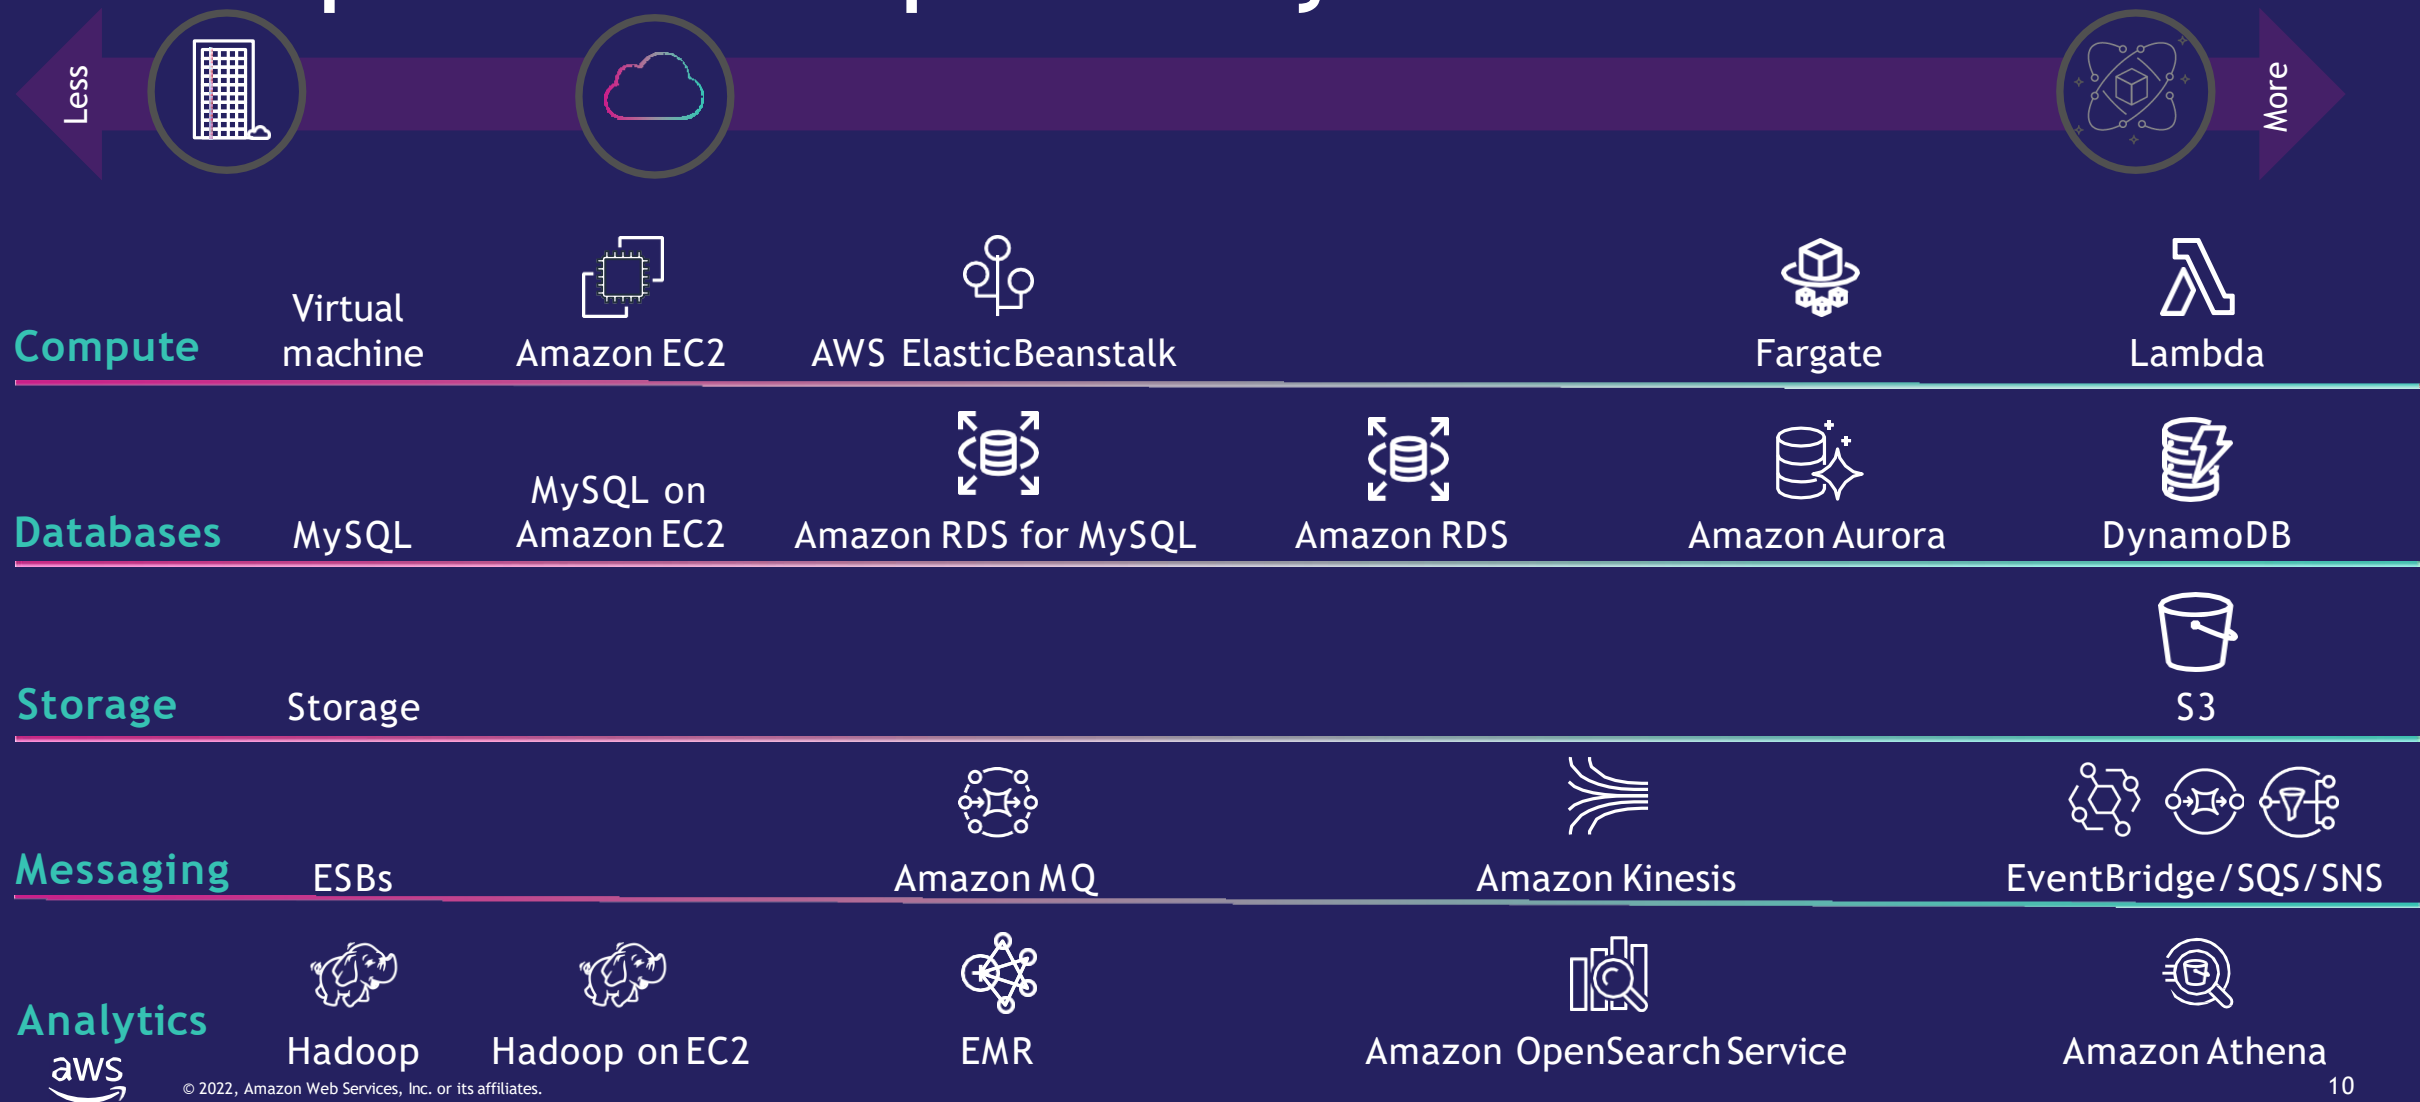 Less
More
Virtual
machine
Compute
Amazon EC2
AWS ElasticBeanstalk
Fargate
Lambda
MySQL on
Databases
MySQL
Amazon EC2
Amazon RDS for MySQL
Amazon RDS
Amazon Aurora
DynamoDB
Storage
Storage
S3
Messaging
ESBs
Amazon MQ
Amazon Kinesis
EventBridge/SQS/SNS
Analytics
Hadoop
Hadoop on EC2
EMR
Amazon OpenSearch Service
Amazon Athena
aws
© 2022, Amazon Web Services, Inc. or its affiliates.
10